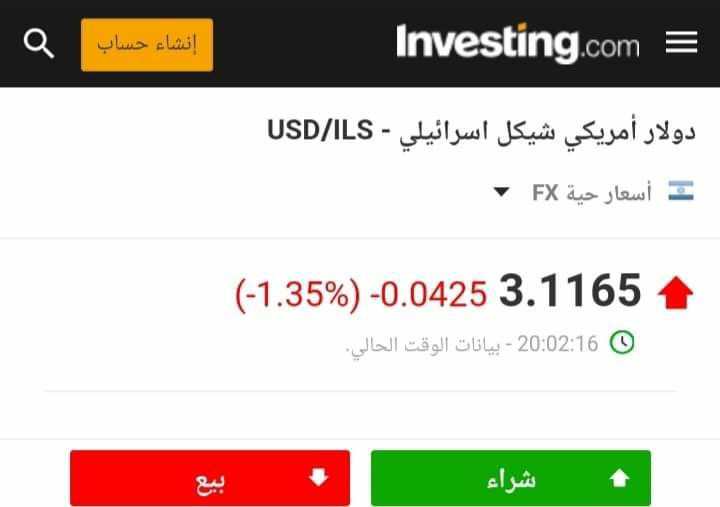 Investing.com
إنشاء حساب
دولار أمريكي شيكل اسرائيلي - USD/ILS
أسعار حية FX
3.1165 -0.0425 (-1.35%)
20:02:16 - بيانات الوقت الحالي.
شراء
بيع